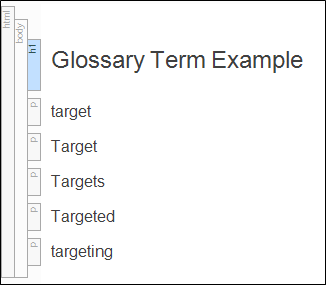 html
body
h1
Glossary Term Example
p
target
p
Target
p
Targets
p
Targeted
p
targeting